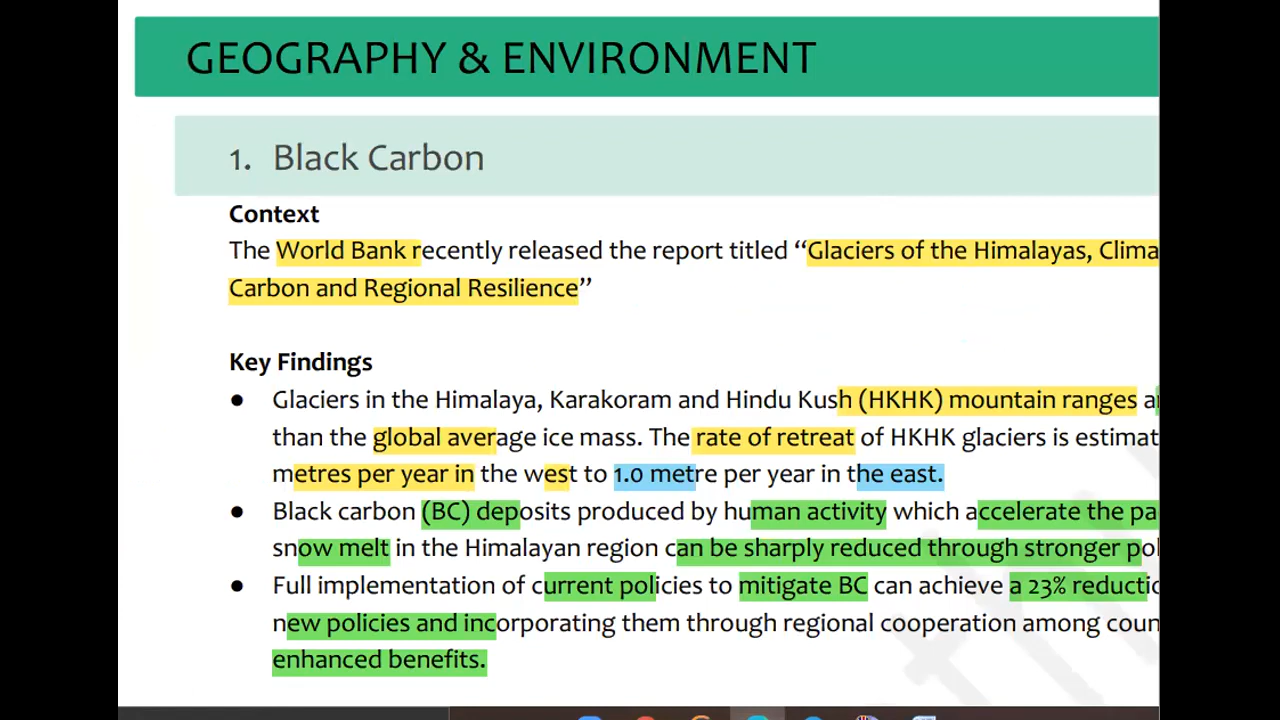 GEOGRAPHY & ENVIRONMENT
1. Black Carbon
Context
The World Bank recently released the report titled “Glaciers of the Himalayas, Clima
Carbon and Regional Resilience”
Key Findings
● Glaciers in the Himalaya, Karakoram and Hindu Kush (HKHK) mountain ranges a
than the global average ice mass. The rate of retreat of HKHK glaciers is estimat
metres per year in the west to 1.0 metre per year in the east.
● Black carbon (BC) deposits produced by human activity which accelerate the pa
snow melt in the Himalayan region can be sharply reduced through stronger pol
● Full implementation of current policies to mitigate BC can achieve a 23% reductio
new policies and incorporating them through regional cooperation among coun
enhanced benefits.